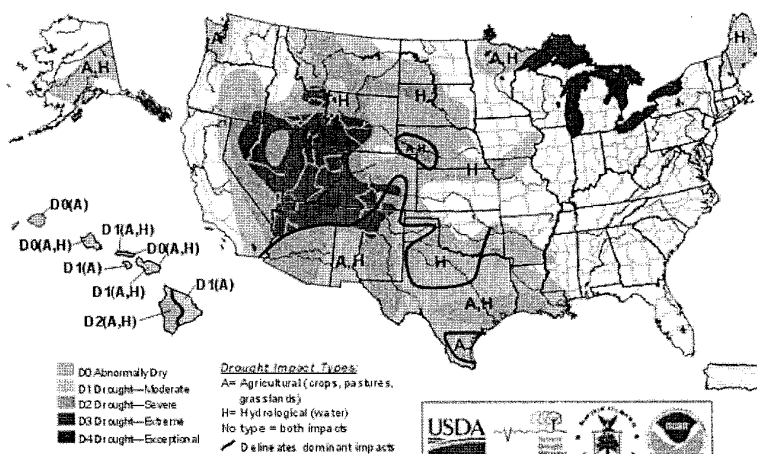 A
A,H
H
A,H
H
H
A,H
H
D0(A)
D1(A,H)
D0(A,H)
D0(A,H)
D1(A)
D1(A,H)
D1(A)
D2(A,H)
A,H
H
A,H
A
D0 Abnormally Dry
D1 Drought—Moderate
D2 Drought—Severe
D3 Drought—Extreme
D4 Drought—Exceptional
Drought Impact Types:
A= Agricultural (crops, pastures,
grasslands)
H= Hydrological (water)
No type = both impacts
Delineates dominant impacts
USDA